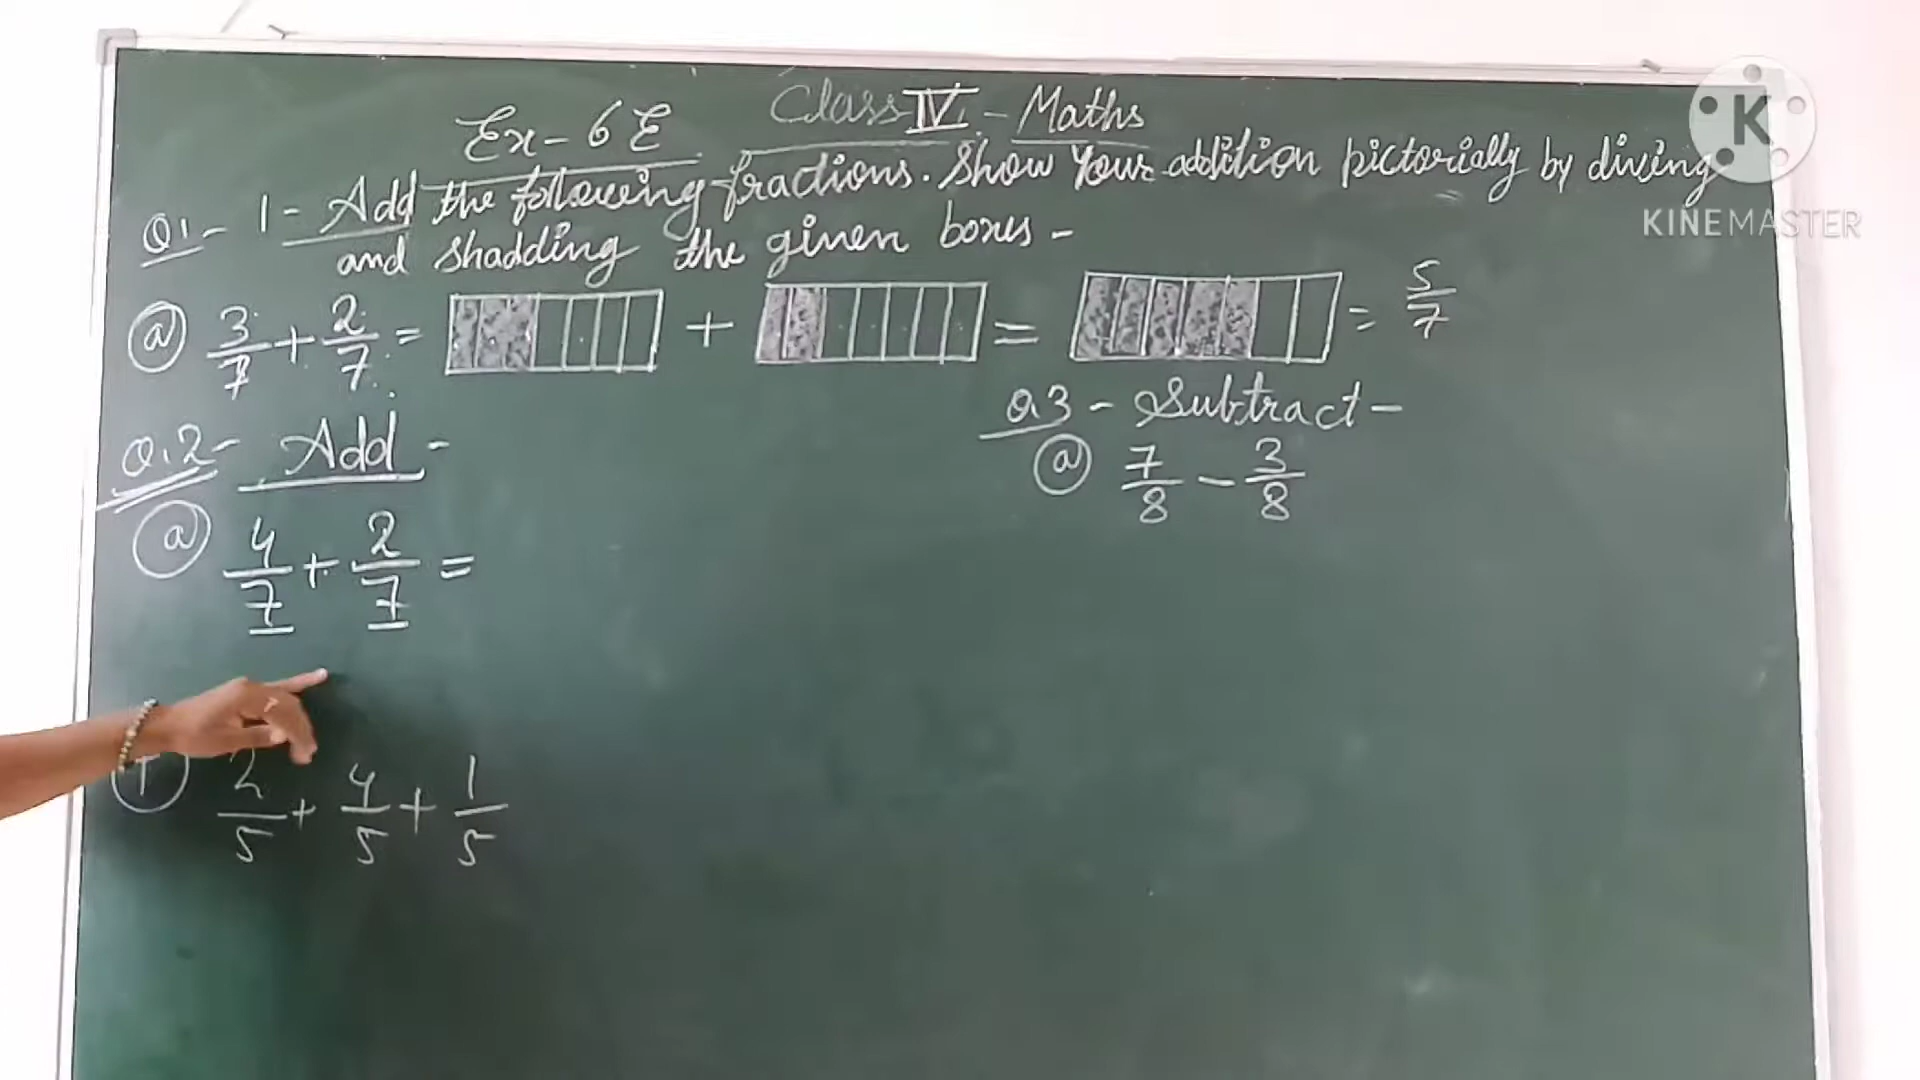 Class IV - Maths
Ex - 6 E
Q1 - 1 - Add the following fractions. Show Your addition pictorially by diving
and shadding the given boxes -
(a) 3/7 + 2/7 = + = = 5/7
Q.2 - Add -
(a) 4/7 + 2/7 =
2/5 + 4/5 + 1/5
Q.3 - Subtract -
(a) 7/8 - 3/8
K
KINEMASTER